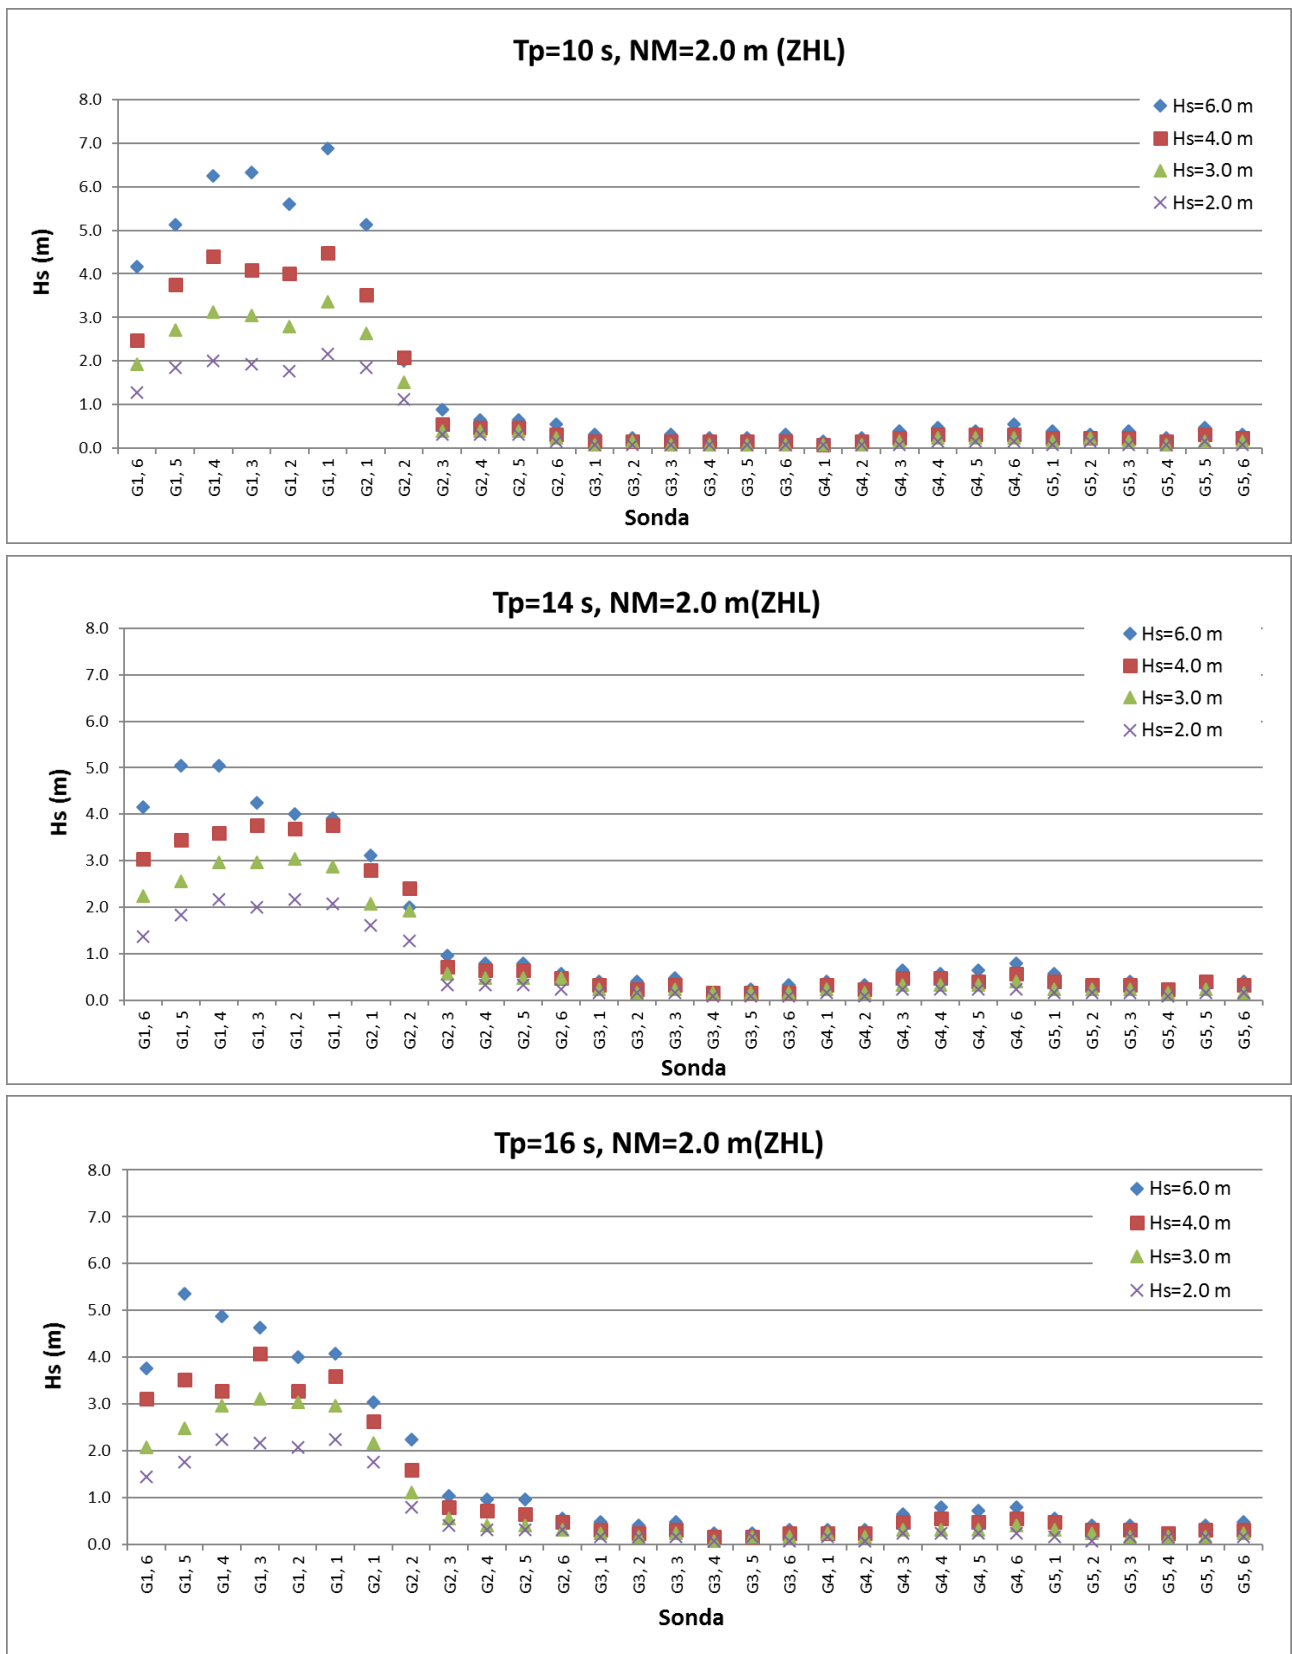 Tp=10 s, NM=2.0 m (ZHL)
8.0
7.0
6.0
5.0
4.0
3.0
2.0
1.0
0.0
Hs (m)
Hs=6.0 m
Hs=4.0 m
Hs=3.0 m
Hs=2.0 m
G1, 6
G1, 5
G1, 4
G1, 3
G1, 2
G1, 1
G2, 1
G2, 2
G2, 3
G2, 4
G2, 5
G2, 6
G3, 1
G3, 2
G3, 3
G3, 4
G3, 5
G3, 6
G4, 1
G4, 2
G4, 3
G4, 4
G4, 5
G4, 6
G5, 1
G5, 2
G5, 3
G5, 4
G5, 5
G5, 6
Sonda
Tp=14 s, NM=2.0 m(ZHL)
8.0
7.0
6.0
5.0
4.0
3.0
2.0
1.0
0.0
Hs (m)
Hs=6.0 m
Hs=4.0 m
Hs=3.0 m
Hs=2.0 m
G1, 6
G1, 5
G1, 4
G1, 3
G1, 2
G1, 1
G2, 1
G2, 2
G2, 3
G2, 4
G2, 5
G2, 6
G3, 1
G3, 2
G3, 3
G3, 4
G3, 5
G3, 6
G4, 1
G4, 2
G4, 3
G4, 4
G4, 5
G4, 6
G5, 1
G5, 2
G5, 3
G5, 4
G5, 5
G5, 6
Sonda
Tp=16 s, NM=2.0 m(ZHL)
8.0
7.0
6.0
5.0
4.0
3.0
2.0
1.0
0.0
Hs (m)
Hs=6.0 m
Hs=4.0 m
Hs=3.0 m
Hs=2.0 m
G1, 6
G1, 5
G1, 4
G1, 3
G1, 2
G1, 1
G2, 1
G2, 2
G2, 3
G2, 4
G2, 5
G2, 6
G3, 1
G3, 2
G3, 3
G3, 4
G3, 5
G3, 6
G4, 1
G4, 2
G4, 3
G4, 4
G4, 5
G4, 6
G5, 1
G5, 2
G5, 3
G5, 4
G5, 5
G5, 6
Sonda